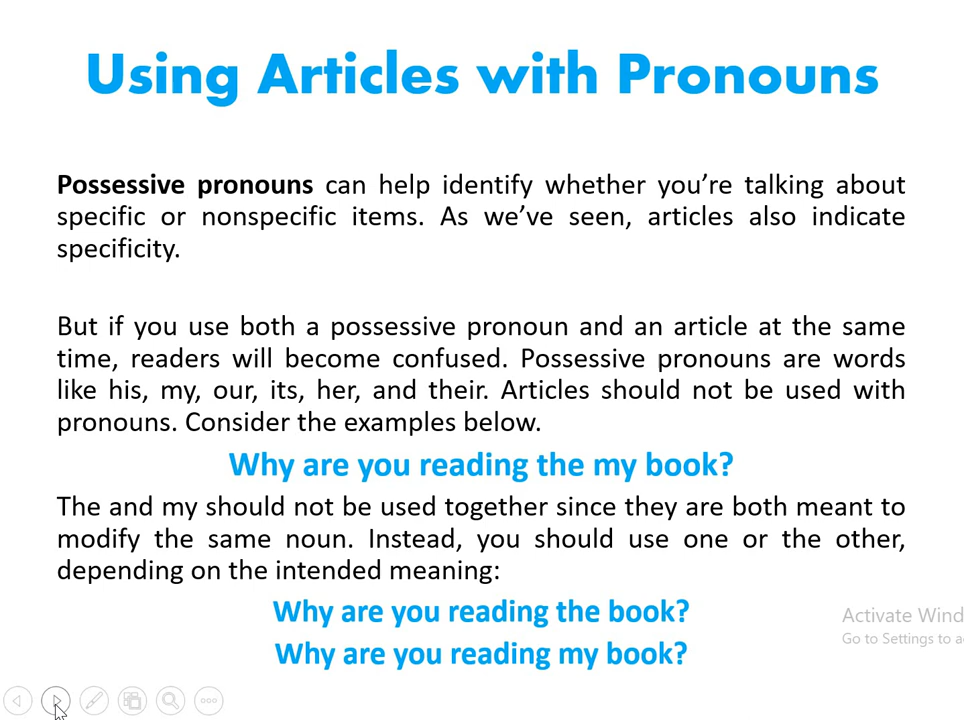 Using Articles with Pronouns
Possessive pronouns can help identify whether you’re talking about
specific or nonspecific items. As we’ve seen, articles also indicate
specificity.
But if you use both a possessive pronoun and an article at the same
time, readers will become confused. Possessive pronouns are words
like his, my, our, its, her, and their. Articles should not be used with
pronouns. Consider the examples below.
Why are you reading the my book?
The and my should not be used together since they are both meant to
modify the same noun. Instead, you should use one or the other,
depending on the intended meaning:
Why are you reading the book?
Activate Wind
Go to Settings to a
Why are you reading my book?